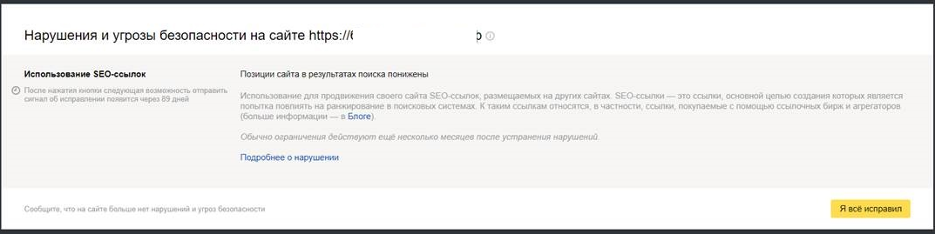 Нарушения и угрозы безопасности на сайте https://
Использование SEO-ссылок
После нажатия кнопки следующая возможность отправить
сигнал об исправлении появится через 89 дней
Позиции сайта в результатах поиска понижены
Использование для продвижения своего сайта SEO-ссылок, размещаемых на других сайтах. SEO-ссылки — это ссылки, основной целью создания которых является
попытка повлиять на ранжирование в поисковых системах. К таким ссылкам относятся, в частности, ссылки, покупаемые с помощью ссылочных бирж и агрегаторов
(больше информации — в Блоге).
Обычно ограничения действуют ещё несколько месяцев после устранения нарушений.
Подробнее о нарушении
Сообщите, что на сайте больше нет нарушений и угроз безопасности
Я всё исправил